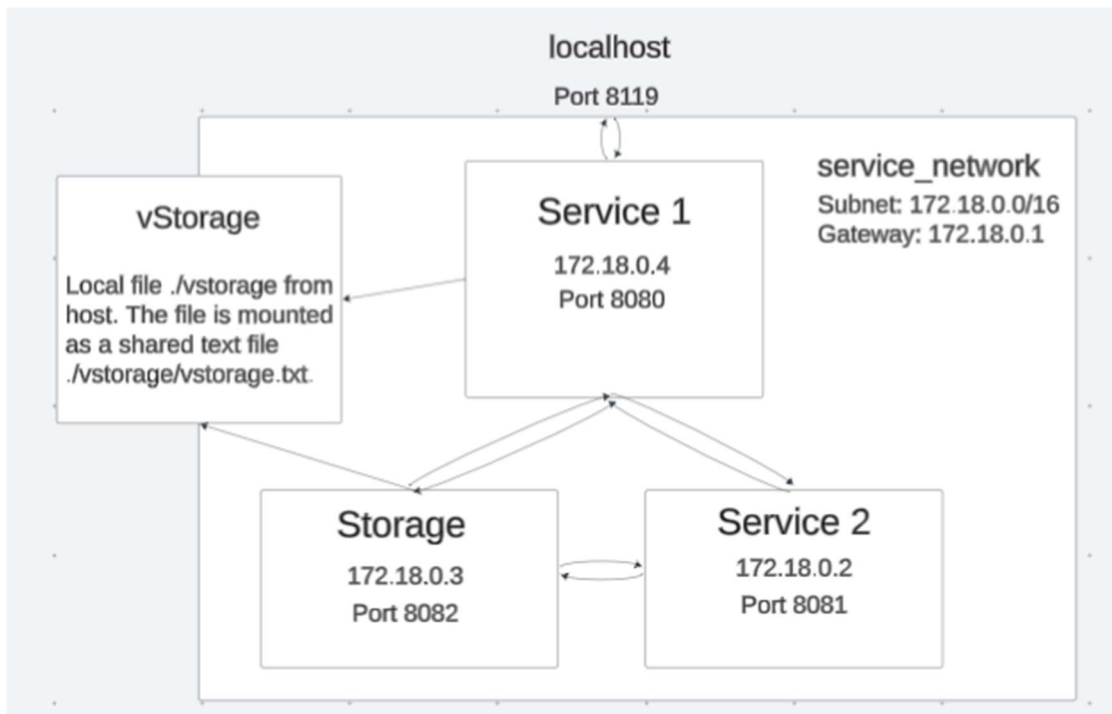 localhost
Port 8119
service_network
Subnet: 172.18.0.0/16
Gateway: 172.18.0.1
vStorage
Local file ./vstorage from
host. The file is mounted
as a shared text file
./vstorage/vstorage.txt.
Service 1
172.18.0.4
Port 8080
Storage
172.18.0.3
Port 8082
Service 2
172.18.0.2
Port 8081